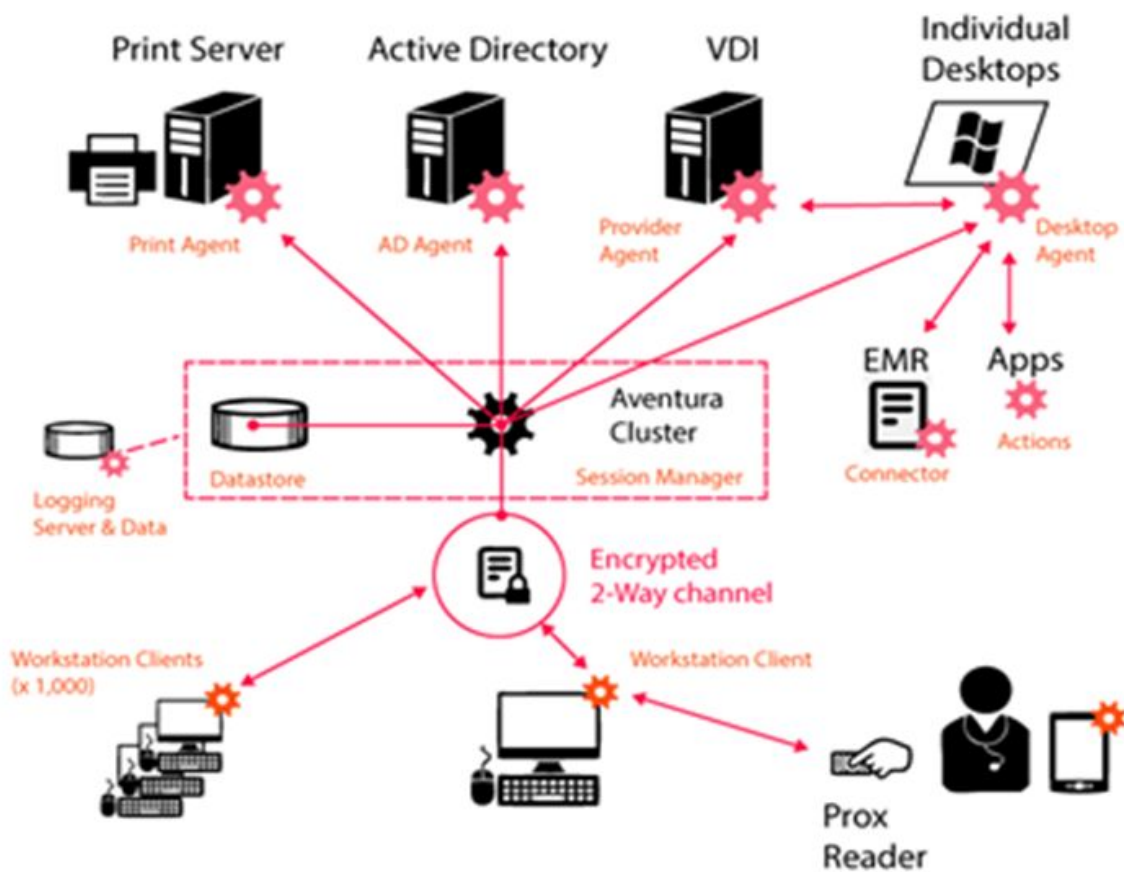 Print Server
Active Directory
VDI
Individual
Desktops
Print Agent
AD Agent
Provider
Agent
Desktop
Agent
EMR
Apps
Connector
Actions
Aventura
Cluster
Datastore
Session Manager
Logging
Server & Data
Encrypted
2-Way channel
Workstation Clients
(x 1,000)
Workstation Client
Prox
Reader